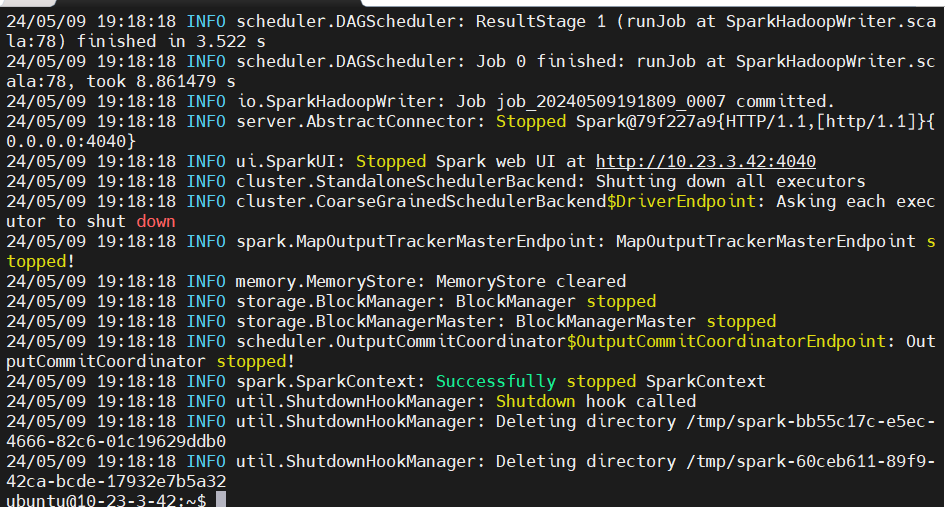 24/05/09 19:18:18 INFO scheduler.DAGScheduler: ResultStage 1 (runJob at SparkHadoopWriter.sca
la:78) finished in 3.522 s
24/05/09 19:18:18 INFO scheduler.DAGScheduler: Job 0 finished: runJob at SparkHadoopWriter.sc
ala:78, took 8.861479 s
24/05/09 19:18:18 INFO io.SparkHadoopWriter: Job job_20240509191809_0007 committed.
24/05/09 19:18:18 INFO server.AbstractConnector: Stopped Spark@79f227a9{HTTP/1.1,[http/1.1]}{
0.0.0.0:4040}
24/05/09 19:18:18 INFO ui.SparkUI: Stopped Spark web UI at http://10.23.3.42:4040
24/05/09 19:18:18 INFO cluster.StandaloneSchedulerBackend: Shutting down all executors
24/05/09 19:18:18 INFO cluster.CoarseGrainedSchedulerBackend$DriverEndpoint: Asking each exec
utor to shut down
24/05/09 19:18:18 INFO spark.MapOutputTrackerMasterEndpoint: MapOutputTrackerMasterEndpoint s
topped!
24/05/09 19:18:18 INFO memory.MemoryStore: MemoryStore cleared
24/05/09 19:18:18 INFO storage.BlockManager: BlockManager stopped
24/05/09 19:18:18 INFO storage.BlockManagerMaster: BlockManagerMaster stopped
24/05/09 19:18:18 INFO scheduler.OutputCommitCoordinator$OutputCommitCoordinatorEndpoint: Out
putCommitCoordinator stopped!
24/05/09 19:18:18 INFO spark.SparkContext: Successfully stopped SparkContext
24/05/09 19:18:18 INFO util.ShutdownHookManager: Shutdown hook called
24/05/09 19:18:18 INFO util.ShutdownHookManager: Deleting directory /tmp/spark-bb55c17c-e5ec-
4666-82c6-01c19629ddb0
24/05/09 19:18:18 INFO util.ShutdownHookManager: Deleting directory /tmp/spark-60ceb611-89f9-
42ca-bcde-17932e7b5a32
ubuntu@10-23-3-42:~$